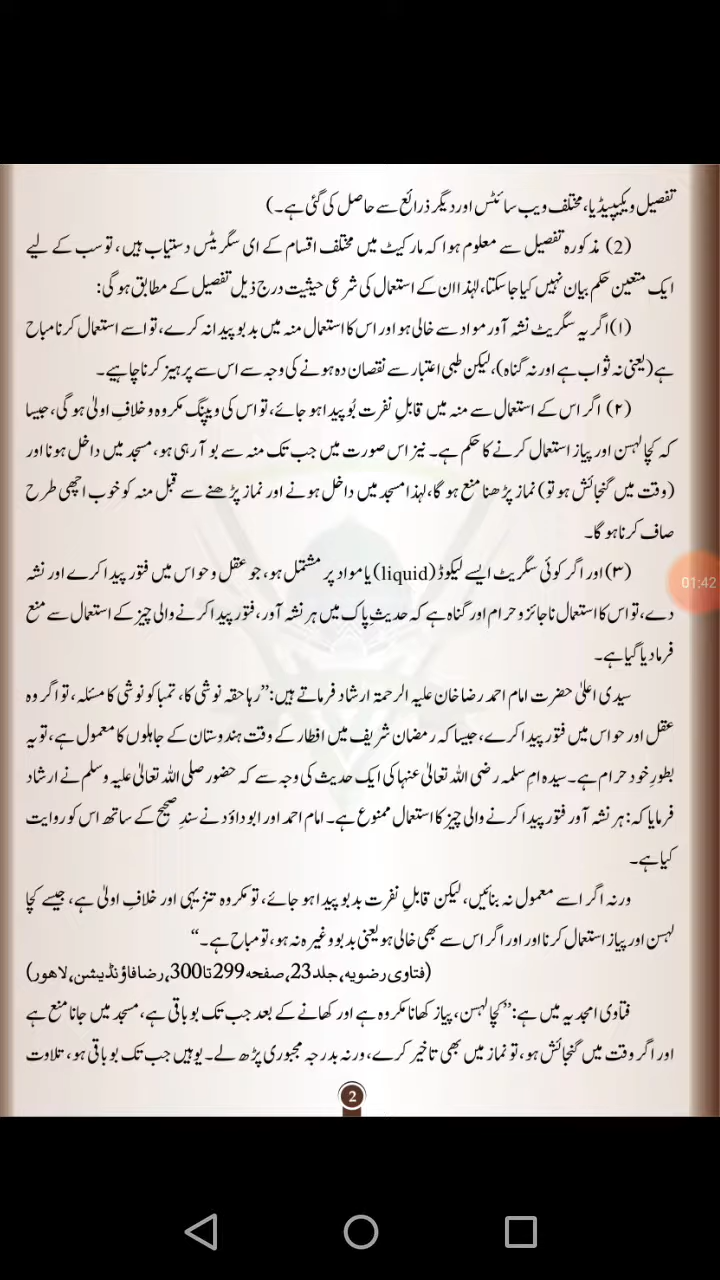 تفصیل ویکیپیڈیا، مختلف ویب سائٹس اور دیگر ذرائع سے حاصل کی گئی ہے۔)
(2) مذکورہ تفصیل سے معلوم ہوا کہ مارکیٹ میں مختلف اقسام کے ای سگریٹس دستیاب ہیں، تو سب کے لیے
ایک متعین حکم بیان نہیں کیا جا سکتا، لہٰذا ان کے استعمال کی شرعی حیثیت درج ذیل تفصیل کے مطابق ہوگی:
(۱) اگر یہ سگریٹ نشہ آور مواد سے خالی ہو اور اس کا استعمال منہ میں بدبو پیدا نہ کرے، تو اسے استعمال کرنا مباح
ہے (یعنی نہ ثواب ہے اور نہ گناہ)، لیکن طبی اعتبار سے نقصان دہ ہونے کی وجہ سے اس سے پرہیز کرنا چاہیے۔
(۲) اگر اس کے استعمال سے منہ میں قابلِ نفرت بُو پیدا ہو جائے، تو اس کی ویپنگ مکروہ و خلافِ اولیٰ ہوگی، جیسا
کہ کچا لہسن اور پیاز استعمال کرنے کا حکم ہے۔ نیز اس صورت میں جب تک منہ سے بو آرہی ہو، مسجد میں داخل ہونا اور
(وقت میں گنجائش ہو تو) نماز پڑھنا منع ہو گا، لہذا مسجد میں داخل ہونے اور نماز پڑھنے سے قبل منہ کو خوب اچھی طرح
صاف کرنا ہو گا۔
(۳) اور اگر کوئی سگریٹ ایسے لیکوڈ (liquid) یا مواد پر مشتمل ہو، جو عقل و حواس میں فتور پیدا کرے اور نشہ
دے، تو اس کا استعمال ناجائز و حرام اور گناہ ہے کہ حدیثِ پاک میں ہر نشہ آور، فتور پیدا کرنے والی چیز کے استعمال سے منع
فرما دیا گیا ہے۔
سیدی اعلیٰ حضرت امام احمد رضا خان علیہ الرحمۃ ارشاد فرماتے ہیں: ”رہا حقہ نوشی کا، تمباکو نوشی کا مسئلہ، تو اگر وہ
عقل اور حواس میں فتور پیدا کرے، جیسا کہ رمضان شریف میں افطار کے وقت ہندوستان کے جاہلوں کا معمول ہے، تو یہ
بطورِ خود حرام ہے۔ سیدہ امِ سلمہ رضی اللہ تعالیٰ عنہا کی ایک حدیث کی وجہ سے کہ حضور صلی اللہ تعالیٰ علیہ وسلم نے ارشاد
فرمایا کہ: ہر نشہ آور فتور پیدا کرنے والی چیز کا استعمال ممنوع ہے۔ امام احمد اور ابو داؤد نے سندِ صحیح کے ساتھ اس کو روایت
کیا ہے۔
ورنہ اگر اسے معمول نہ بنائیں، لیکن قابلِ نفرت بدبو پیدا ہو جائے، تو مکروہ تنزیہی اور خلافِ اولیٰ ہے، جیسے کچا
لہسن اور پیاز استعمال کرنا اور اور اگر اس سے بھی خالی ہو یعنی بدبو وغیرہ نہ ہو، تو مباح ہے۔“
(فتاوی رضویہ، جلد 23، صفحہ 299 تا 300، رضا فاؤنڈیشن، لاھور)
فتاوی امجدیہ میں ہے: ”کچا لہسن، پیاز کھانا مکروہ ہے اور کھانے کے بعد جب تک بو باقی ہے، مسجد میں جانا منع ہے
اور اگر وقت میں گنجائش ہو، تو نماز میں بھی تاخیر کرے، ورنہ بدرجہ مجبوری پڑھ لے۔ یوہیں جب تک بو باقی ہو، تلاوت
2
01:42